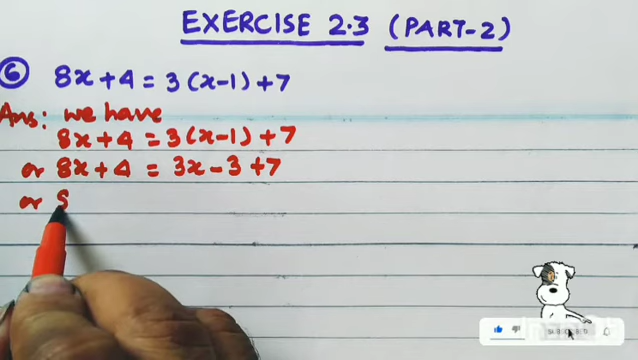 EXERCISE 2.3 (PART-2)
6 8x + 4 = 3 (x-1) + 7
Ans: we have
8x + 4 = 3 (x-1) + 7
or 8x + 4 = 3x - 3 + 7
or 8
SUBSCRIBED